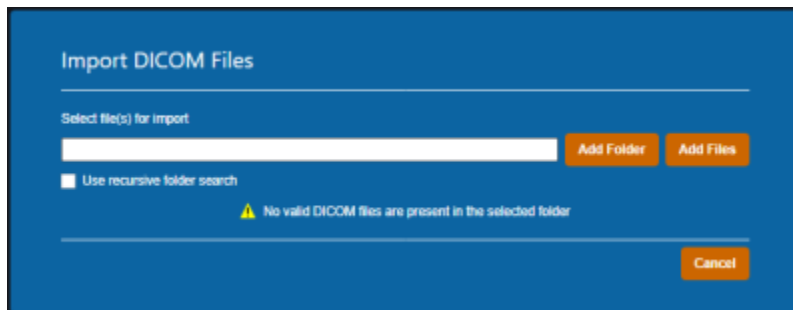 Import DICOM Files
Select file(s) for import
Add Folder Add Files
Use recursive folder search
No valid DICOM files are present in the selected folder
Cancel